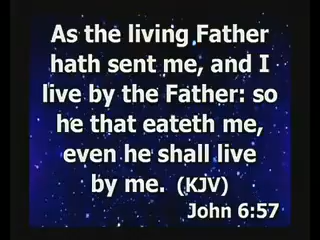 As the living Father
hath sent me, and I
live by the Father: so
he that eateth me,
even he shall live
by me. (KJV)
John 6:57